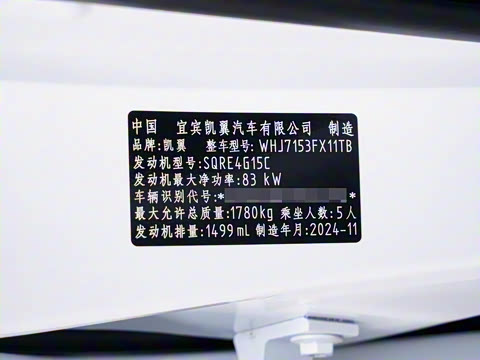 中国 宜宾凯翼汽车有限公司 制造
品牌:凯翼 整车型号:WHJ7153FX11TB
发动机型号:SQRE4G15C
发动机最大净功率:83 kW
车辆识别代号:* *
最大允许总质量:1780kg 乘坐人数:5人
发动机排量:1499mL 制造年月:2024-11